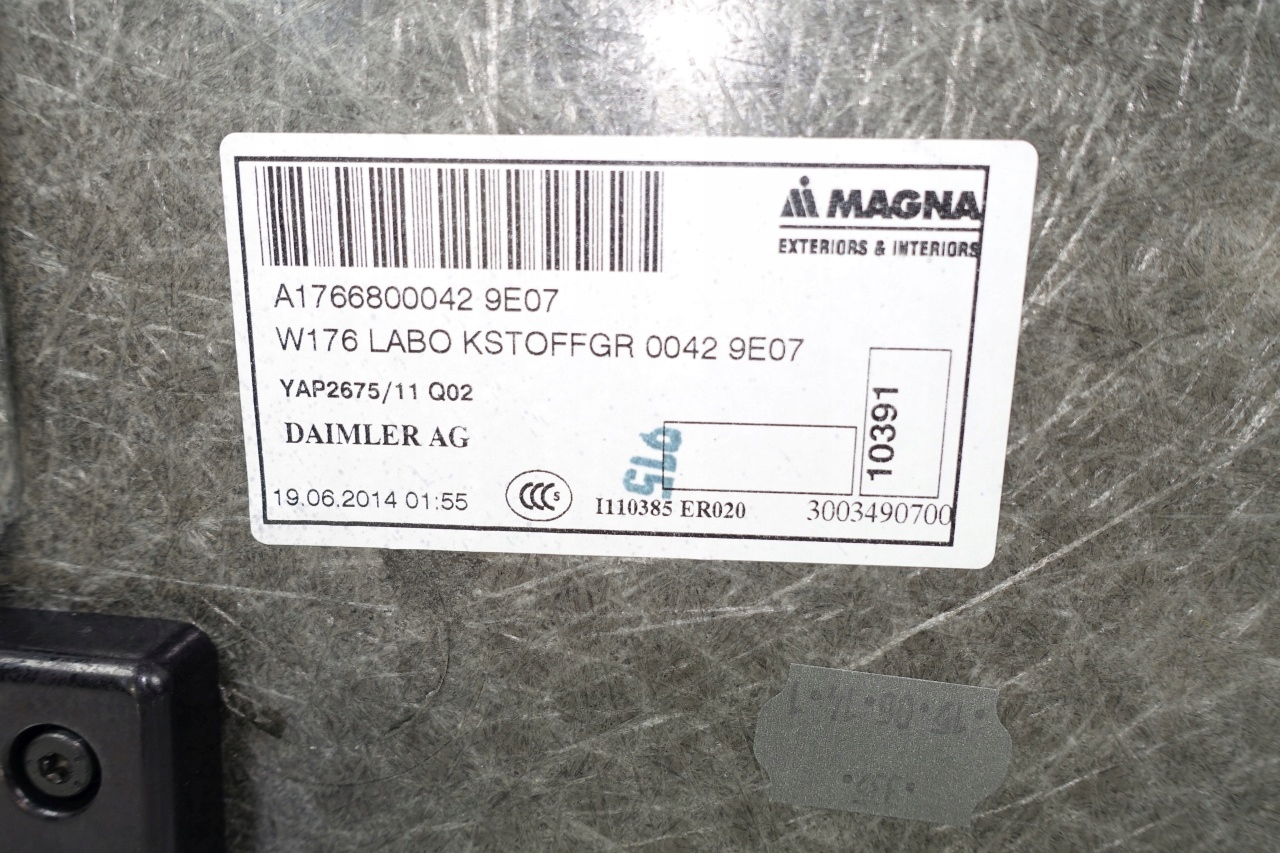 MAGNA
EXTERIORS & INTERIORS
A1766800042 9E07
W176 LABO KSTOFFGR 0042 9E07
YAP2675/11 Q02
DAIMLER AG
10391
19.06.2014 01:55
CCC S
I110385 ER020
3003490700